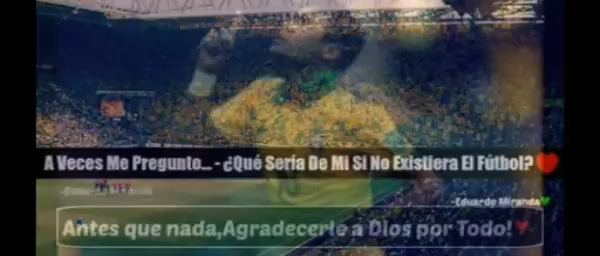 A Veces Me Pregunto... - ¿Qué Sería De Mi Si No Existiera El Fútbol?
-Eduardo Miranda
Antes que nada,Agradecerle a Dios por Todo!